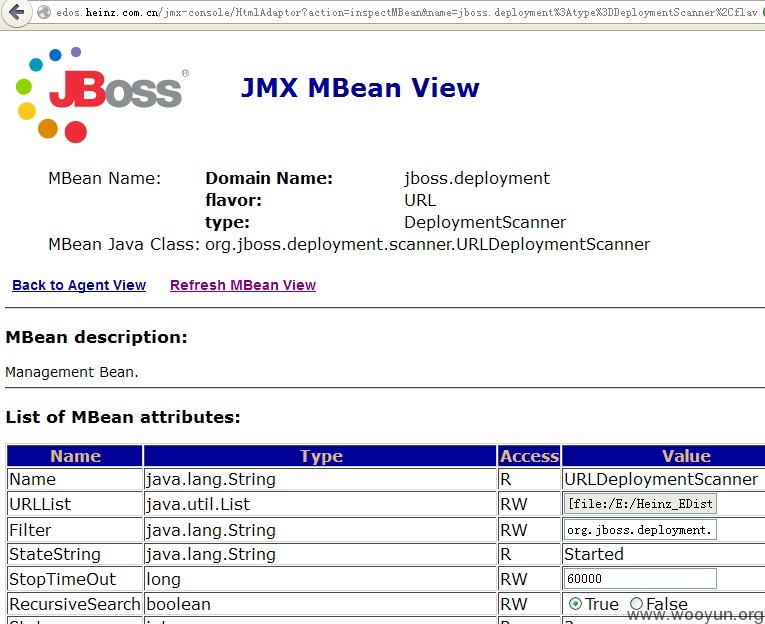 edos.heinz.com.cn/jmx-console/HtmlAdaptor?action=inspectMBean&name=jboss.deployment%3Atype%3DDeploymentScanner%2Cflav
JBoss®
JMX MBean View
MBean Name: Domain Name: jboss.deployment
flavor: URL
type: DeploymentScanner
MBean Java Class: org.jboss.deployment.scanner.URLDeploymentScanner
Back to Agent View Refresh MBean View
MBean description:
Management Bean.
List of MBean attributes:
Name Type Access Value
Name java.lang.String R URLDeploymentScanner
URLList java.util.List RW [file:/E:/Heinz_EDist
Filter java.lang.String RW org.jboss.deployment.
StateString java.lang.String R Started
StopTimeOut long RW 60000
RecursiveSearch boolean RW True False
www.wooyun.org